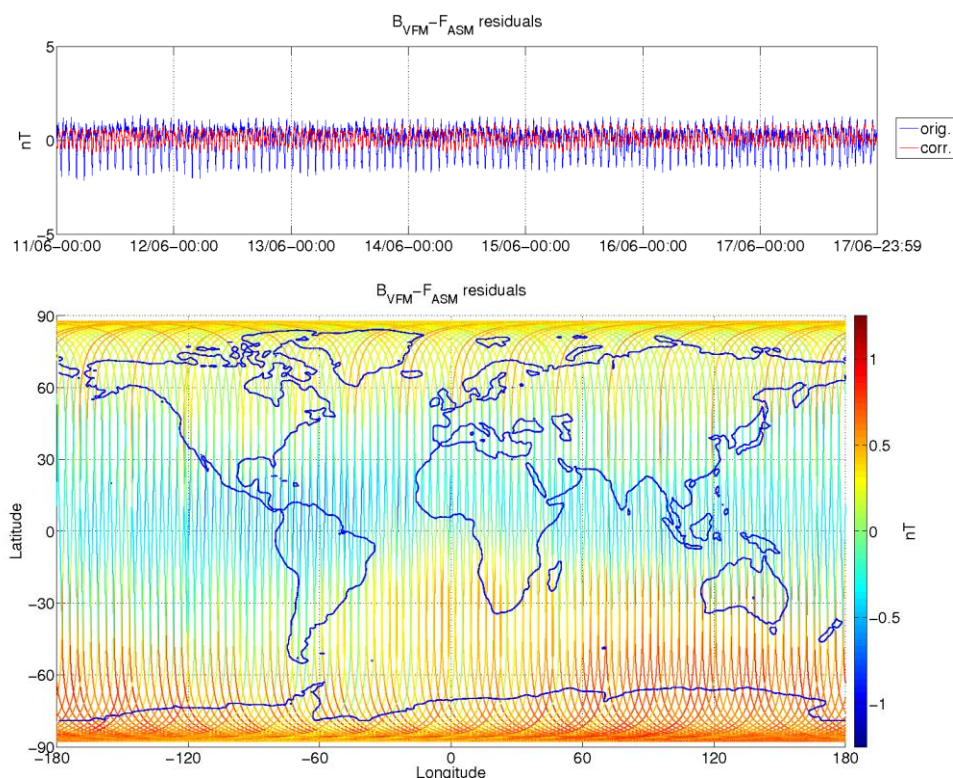 B_VFM−F_ASM residuals
5
0
−5
nT
11/06−00:00 12/06−00:00 13/06−00:00 14/06−00:00 15/06−00:00 16/06−00:00 17/06−00:00 17/06−23:59
orig.
corr.
B_VFM−F_ASM residuals
90
60
30
0
−30
−60
−90
Latitude
−180 −120 −60 0 60 120 180
Longitude
1
0.5
0
−0.5
−1
nT